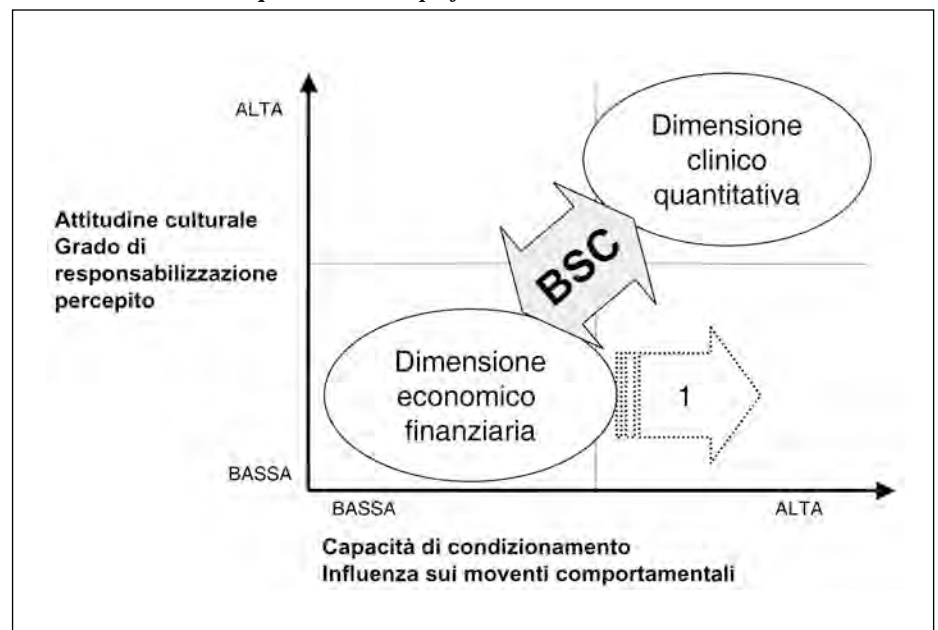 ALTA
Dimensione
clinico
quantitativa
Attitudine culturale
Grado di
responsabilizzazione
percepito
BSC
Dimensione
economico
finanziaria
1
BASSA
BASSA
ALTA
Capacità di condizionamento
Influenza sui moventi comportamentali